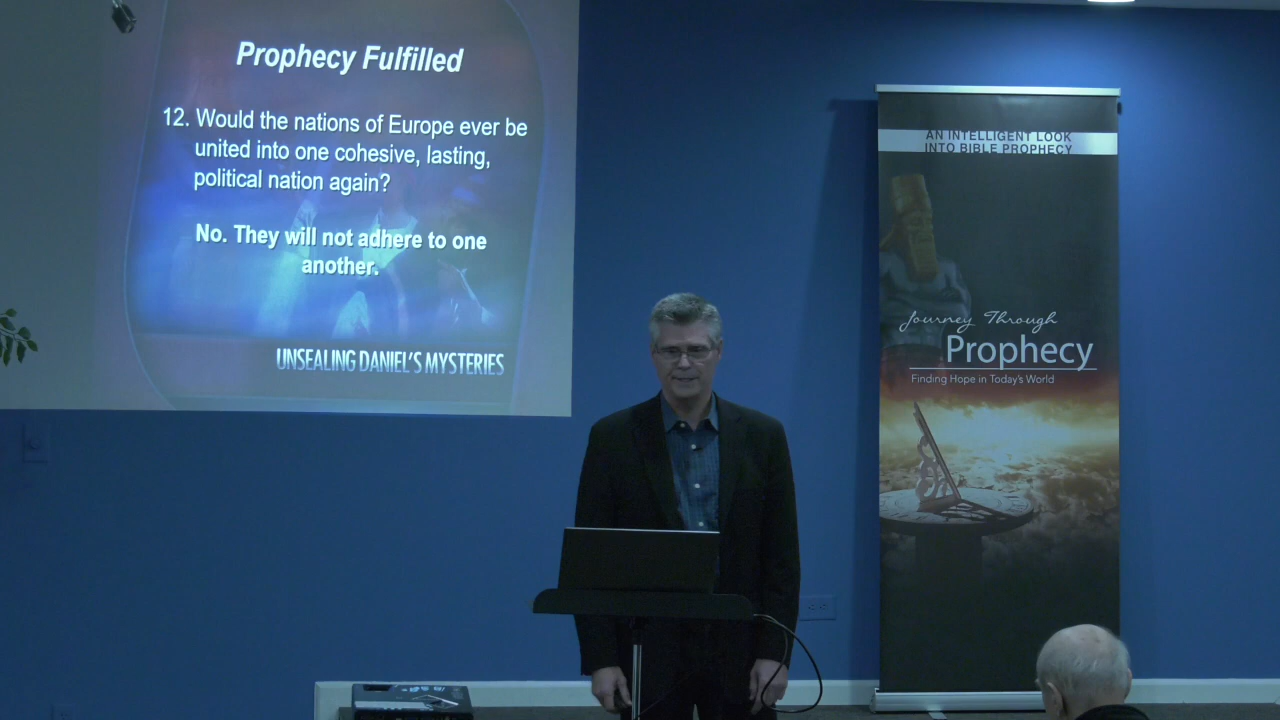 Prophecy Fulfilled
12. Would the nations of Europe ever be
united into one cohesive, lasting,
political nation again?
No. They will not adhere to one
another.
UNSEALING DANIEL'S MYSTERIES
AN INTELLIGENT LOOK
INTO BIBLE PROPHECY
Journey Through
Prophecy
Finding Hope in Today's World